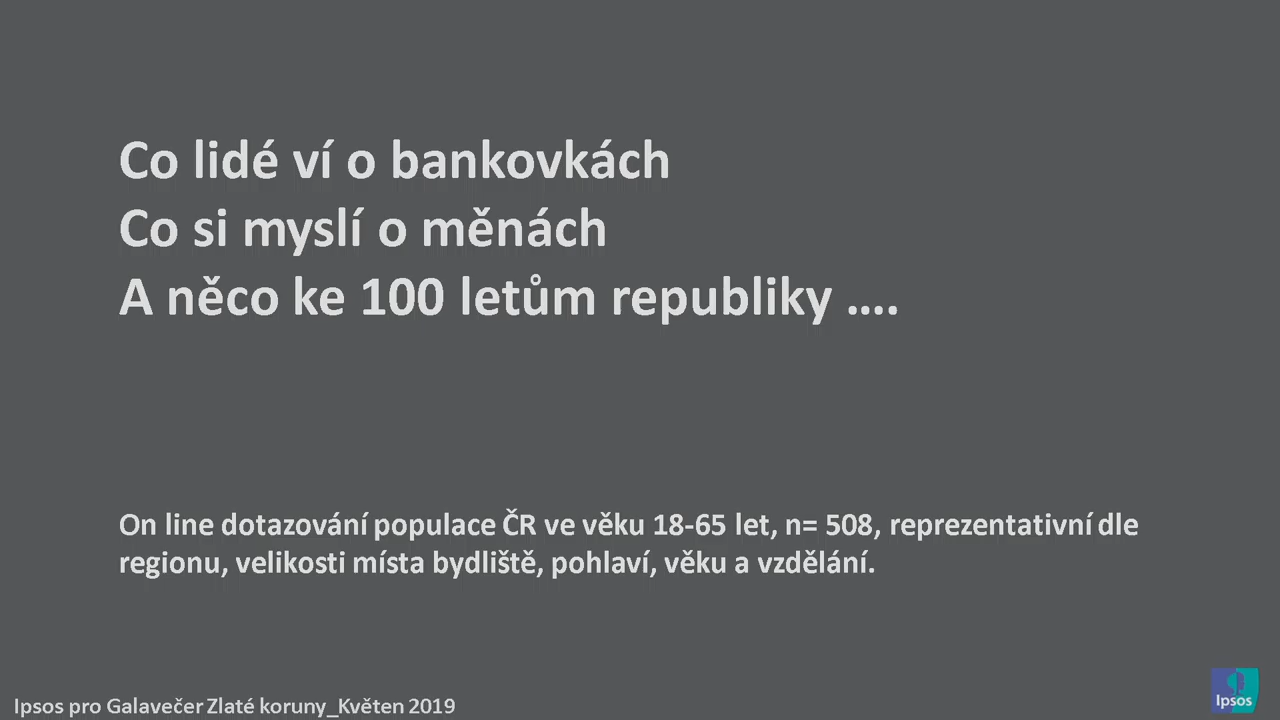 Co lidé ví o bankovkách
Co si myslí o měnách
A něco ke 100 letům republiky ....
On line dotazování populace ČR ve věku 18-65 let, n= 508, reprezentativní dle
regionu, velikosti místa bydliště, pohlaví, věku a vzdělání.
Ipsos pro Galavečer Zlaté koruny_Květen 2019
Ipsos